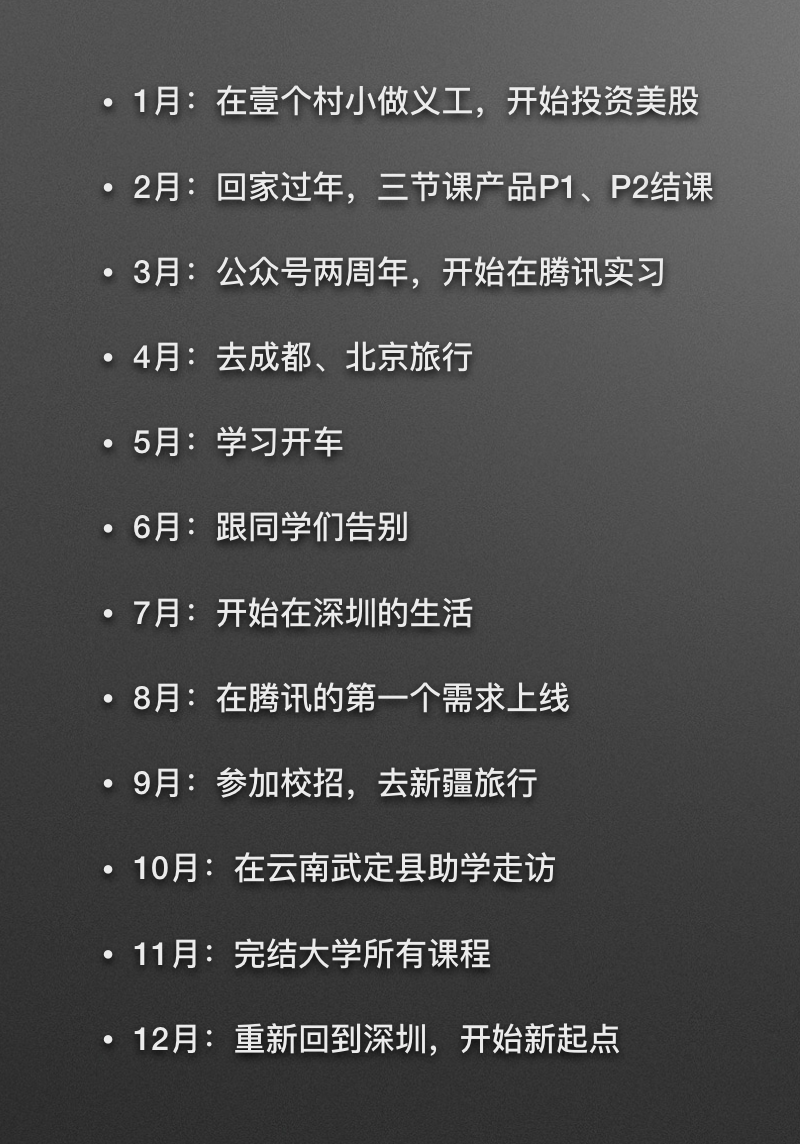 • 1月：在壹个村小做义工，开始投资美股
• 2月：回家过年，三节课产品P1、P2结课
• 3月：公众号两周年，开始在腾讯实习
• 4月：去成都、北京旅行
• 5月：学习开车
• 6月：跟同学们告别
• 7月：开始在深圳的生活
• 8月：在腾讯的第一个需求上线
• 9月：参加校招，去新疆旅行
• 10月：在云南武定县助学走访
• 11月：完结大学所有课程
• 12月：重新回到深圳，开始新起点